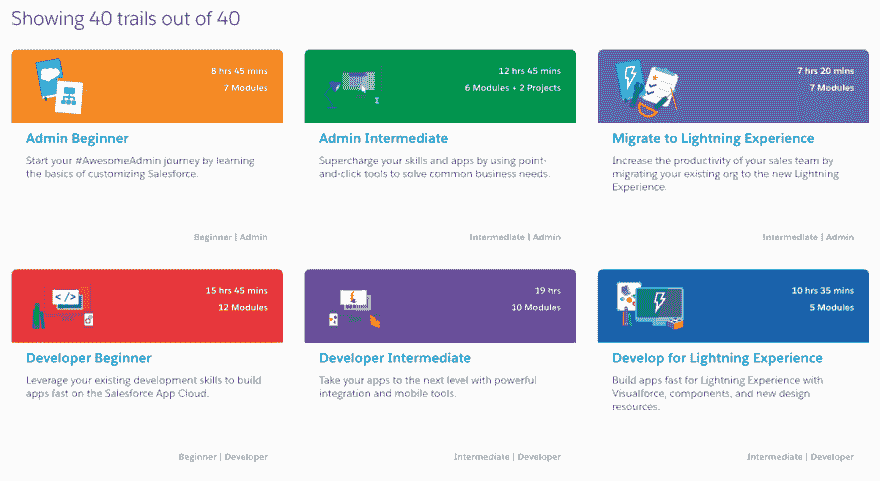 Showing 40 trails out of 40
8 hrs 45 mins
7 Modules
Admin Beginner
Start your #AwesomeAdmin journey by learning
the basics of customizing Salesforce.
Beginner | Admin
12 hrs 45 mins
6 Modules + 2 Projects
Admin Intermediate
Supercharge your skills and apps by using point-
and-click tools to solve common business needs.
Intermediate | Admin
7 hrs 20 mins
7 Modules
Migrate to Lightning Experience
Increase the productivity of your sales team by
migrating your existing org to the new Lightning
Experience.
Intermediate | Admin
</>
15 hrs 45 mins
12 Modules
Developer Beginner
Leverage your existing development skills to build
apps fast on the Salesforce App Cloud.
Beginner | Developer
19 hrs
10 Modules
Developer Intermediate
Take your apps to the next level with powerful
integration and mobile tools.
Intermediate | Developer
10 hrs 35 mins
5 Modules
Develop for Lightning Experience
Build apps fast for Lightning Experience with
Visualforce, components, and new design
resources.
Intermediate | Developer